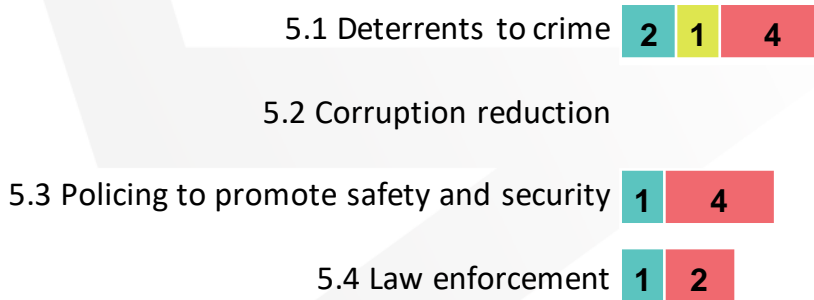 5.1 Deterrents to crime 2 1 4
5.2 Corruption reduction
5.3 Policing to promote safety and security 1 4
5.4 Law enforcement 1 2